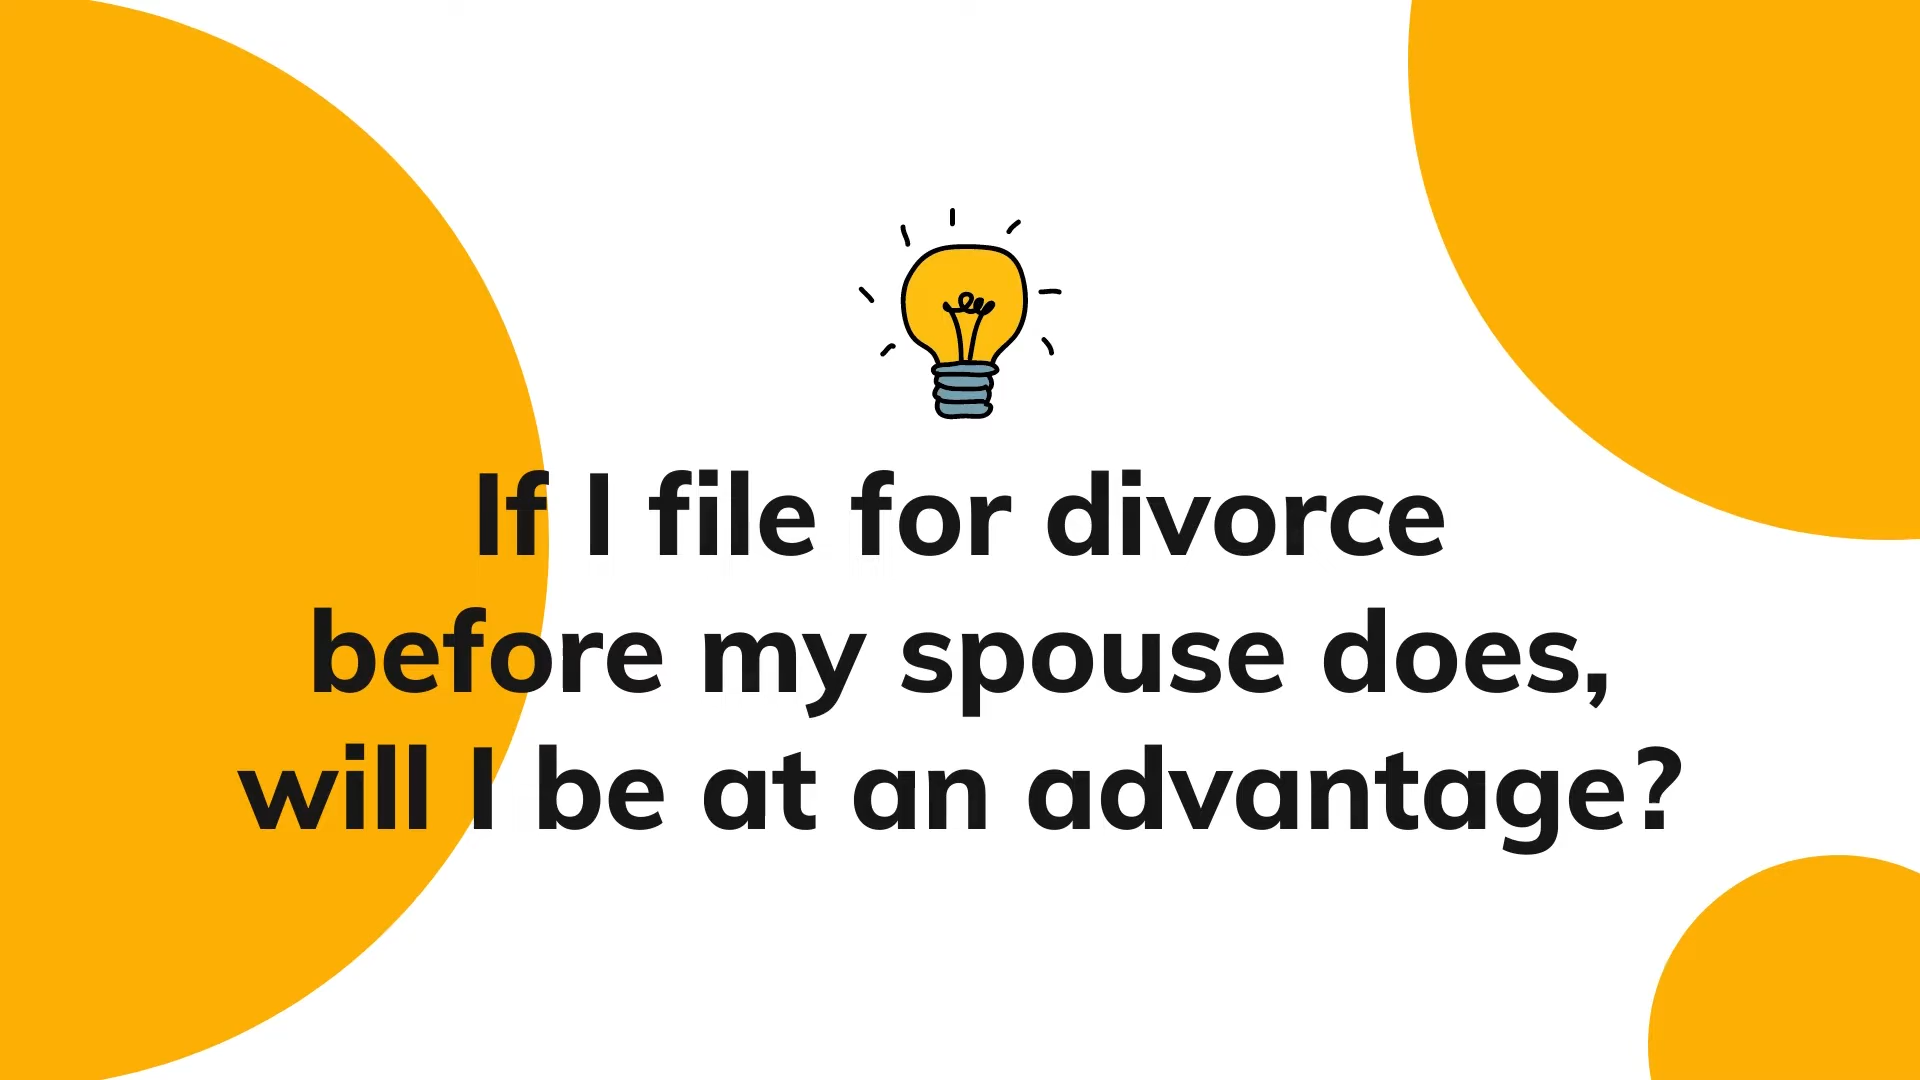 If I file for divorce
before my spouse does,
will I be at an advantage?